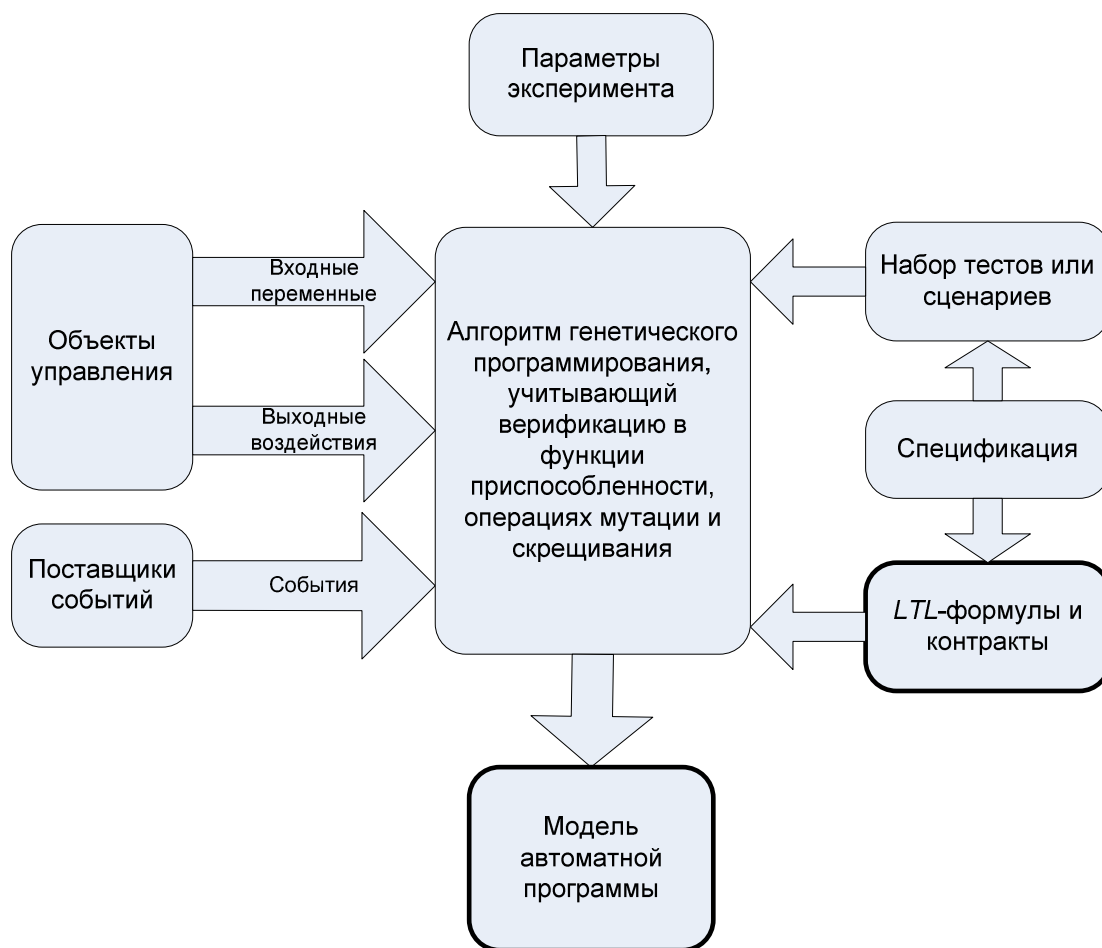 Параметры
эксперимента
Входные
переменные
Объекты
управления
Выходные
воздействия
Поставщики
событий
События
Алгоритм генетического
программирования,
учитывающий
верификацию в
функции
приспособленности,
операциях мутации и
скрещивания
Набор тестов или
сценариев
Спецификация
LTL-формулы и
контракты
Модель
автоматной
программы